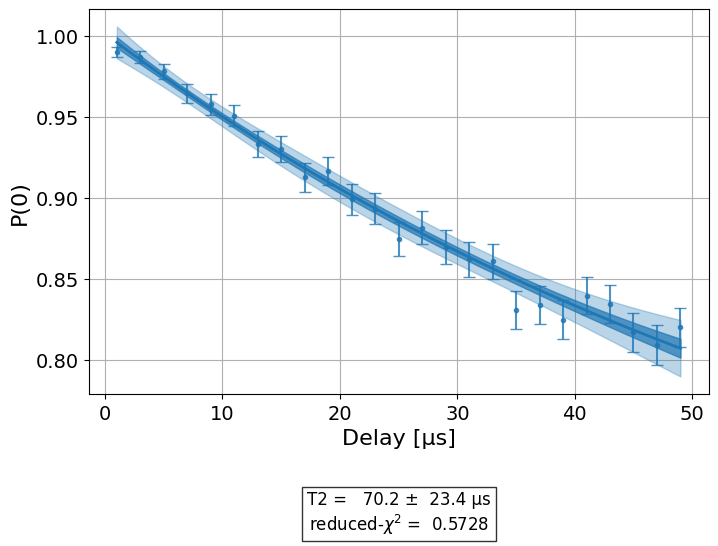 1.00
0.95
0.90
0.85
0.80
P(0)
0 10 20 30 40 50
Delay [µs]
T2 = 70.2 ± 23.4 µs
reduced-χ² = 0.5728